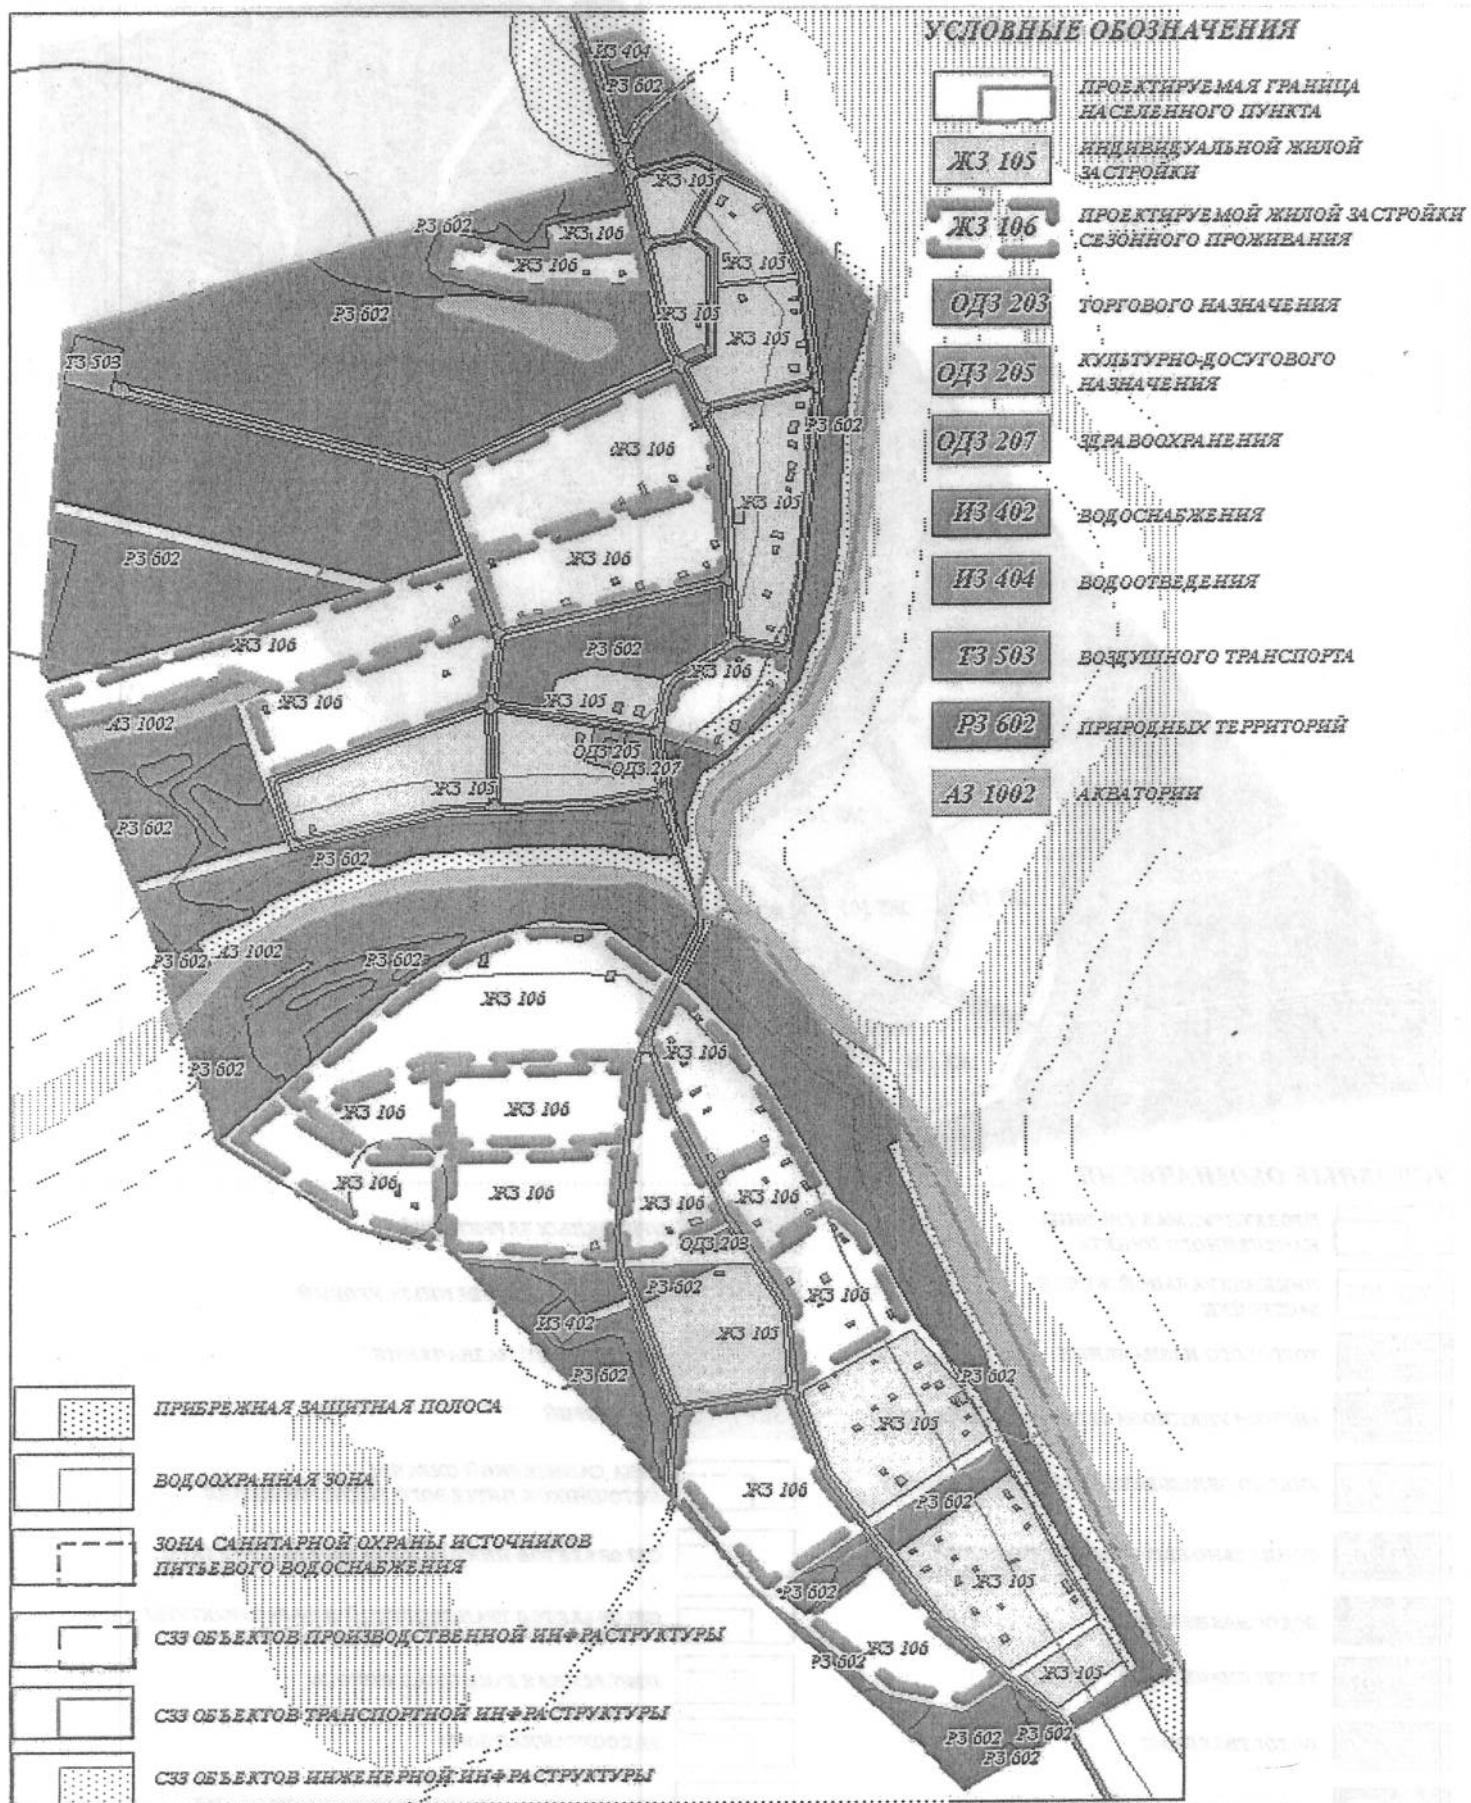 УСЛОВНЫЕ ОБОЗНАЧЕНИЯ
ПРОЕКТИРУЕМАЯ ГРАНИЦА
НАСЕЛЕННОГО ПУНКТА
ЖЗ 105
ИНДИВИДУАЛЬНОЙ ЖИЛОЙ
ЗАСТРОЙКИ
ЖЗ 106
ПРОЕКТИРУЕМОЙ ЖИЛОЙ ЗАСТРОЙКИ
СЕЗОННОГО ПРОЖИВАНИЯ
ОДЗ 203
ТОРГОВОГО НАЗНАЧЕНИЯ
ОДЗ 205
КУЛЬТУРНО-ДОСУГОВОГО
НАЗНАЧЕНИЯ
ОДЗ 207
ЗДРАВООХРАНЕНИЯ
ИЗ 402
ВОДОСНАБЖЕНИЯ
ИЗ 404
ВОДООТВЕДЕНИЯ
ТЗ 503
ВОЗДУШНОГО ТРАНСПОРТА
РЗ 602
ПРИРОДНЫХ ТЕРРИТОРИЙ
АЗ 1002
АКВАТОРИИ
ИЗ 404
РЗ 602
ЖЗ 105
РЗ 602
ЖЗ 106
ЖЗ 106
ЖЗ 105
РЗ 602
ЖЗ 105
ЖЗ 105
ТЗ 503
РЗ 602
ЖЗ 106
ЖЗ 105
РЗ 602
ЖЗ 106
ЖЗ 106
РЗ 602
ЖЗ 106
ЖЗ 106
ЖЗ 105
АЗ 1002
ОДЗ 205
ОДЗ 207
ЖЗ 105
РЗ 602
РЗ 602
РЗ 602
АЗ 1002
РЗ 602
ЖЗ 106
ЖЗ 106
РЗ 602
ЖЗ 106
ЖЗ 106
ЖЗ 106
ЖЗ 106
ЖЗ 106
ЖЗ 106
ОДЗ 203
РЗ 602
ЖЗ 106
ИЗ 402
ЖЗ 105
РЗ 602
РЗ 602
ЖЗ 105
ЖЗ 106
РЗ 602
ЖЗ 105
РЗ 602
ЖЗ 106
РЗ 602
ЖЗ 105
РЗ 602
РЗ 602
РЗ 602
ПРИБРЕЖНАЯ ЗАЩИТНАЯ ПОЛОСА
ВОДООХРАННАЯ ЗОНА
ЗОНА САНИТАРНОЙ ОХРАНЫ ИСТОЧНИКОВ
ПИТЬЕВОГО ВОДОСНАБЖЕНИЯ
СЗЗ ОБЪЕКТОВ ПРОИЗВОДСТВЕННОЙ ИНФРАСТРУКТУРЫ
СЗЗ ОБЪЕКТОВ ТРАНСПОРТНОЙ ИНФРАСТРУКТУРЫ
СЗЗ ОБЪЕКТОВ ИНЖЕНЕРНОЙ ИНФРАСТРУКТУРЫ